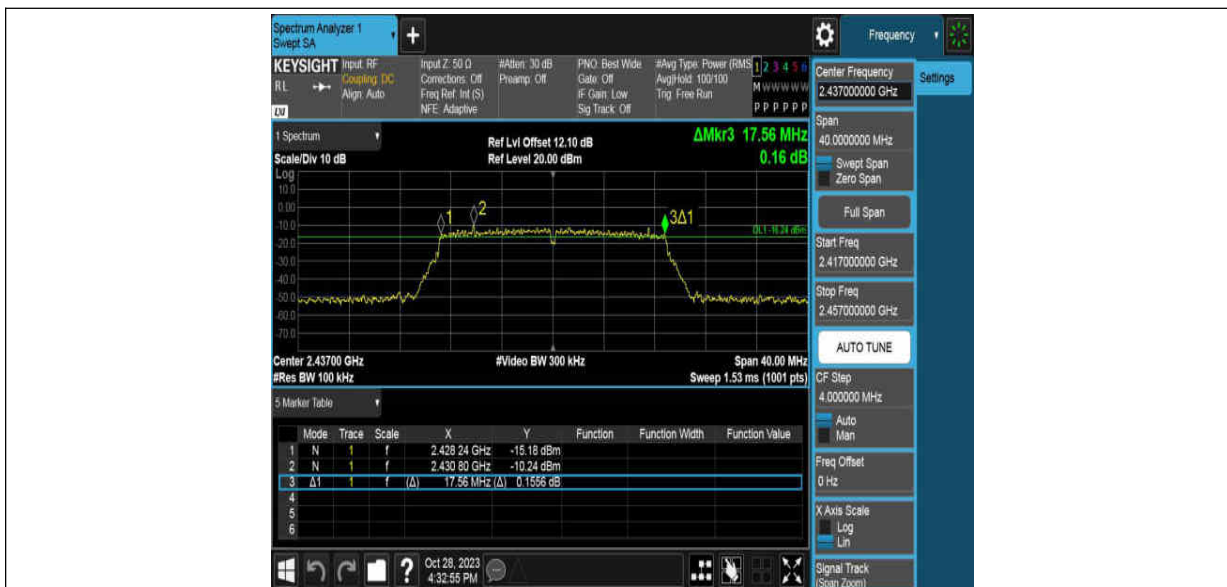 Spectrum Analyzer 1
Swept SA
+
Frequency
KEYSIGHT
RL
LXI
Input: RF
Coupling: DC
Align: Auto
Input Z: 50 Ω
Corrections: Off
Freq Ref: Int (S)
NFE: Adaptive
#Atten: 30 dB
Preamp: Off
PNO: Best Wide
Gate: Off
IF Gain: Low
Sig Track: Off
#Avg Type: Power (RMS
Avg|Hold: 100/100
Trig: Free Run
1 2 3 4 5 6
M W W W W W
P P P P P P
Center Frequency
2.437000000 GHz
Settings
1 Spectrum
Scale/Div 10 dB
Ref Lvl Offset 12.10 dB
Ref Level 20.00 dBm
ΔMkr3 17.56 MHz
0.16 dB
Span
40.0000000 MHz
Swept Span
Zero Span
Full Span
Start Freq
2.417000000 GHz
Stop Freq
2.457000000 GHz
AUTO TUNE
CF Step
4.000000 MHz
Auto
Man
Freq Offset
0 Hz
X Axis Scale
Log
Lin
Signal Track
(Span Zoom)
Log
10.0
0.00
-10.0
-20.0
-30.0
-40.0
-50.0
-60.0
-70.0
1
2
3Δ1
DL1 -16.24 dBm
Center 2.43700 GHz
#Res BW 100 kHz
#Video BW 300 kHz
Span 40.00 MHz
Sweep 1.53 ms (1001 pts)
5 Marker Table
Mode Trace Scale X Y Function Function Width Function Value
1 N 1 f 2.428 24 GHz -15.18 dBm
2 N 1 f 2.430 80 GHz -10.24 dBm
3 Δ1 1 f (Δ) 17.56 MHz (Δ) 0.1556 dB
4
5
6
?
Oct 28, 2023
4:32:55 PM